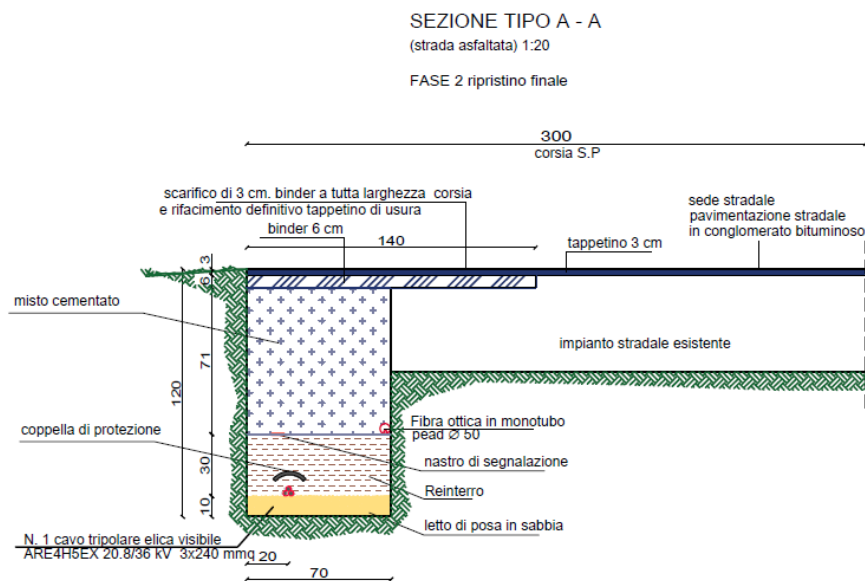 SEZIONE TIPO A - A
(strada asfaltata) 1:20
FASE 2 ripristino finale
300
corsia S.P
scarifico di 3 cm. binder a tutta larghezza corsia
e rifacimento definitivo tappetino di usura
binder 6 cm
140
sede stradale
pavimentazione stradale
in conglomerato bituminoso
tappetino 3 cm
3
6
misto cementato
71
120
impianto stradale esistente
coppella di protezione
Fibra ottica in monotubo
pead Ø 50
nastro di segnalazione
30
Reinterro
10
letto di posa in sabbia
N. 1 cavo tripolare elica visibile
ARE4H5EX 20.8/36 kV 3x240 mmq
20
70